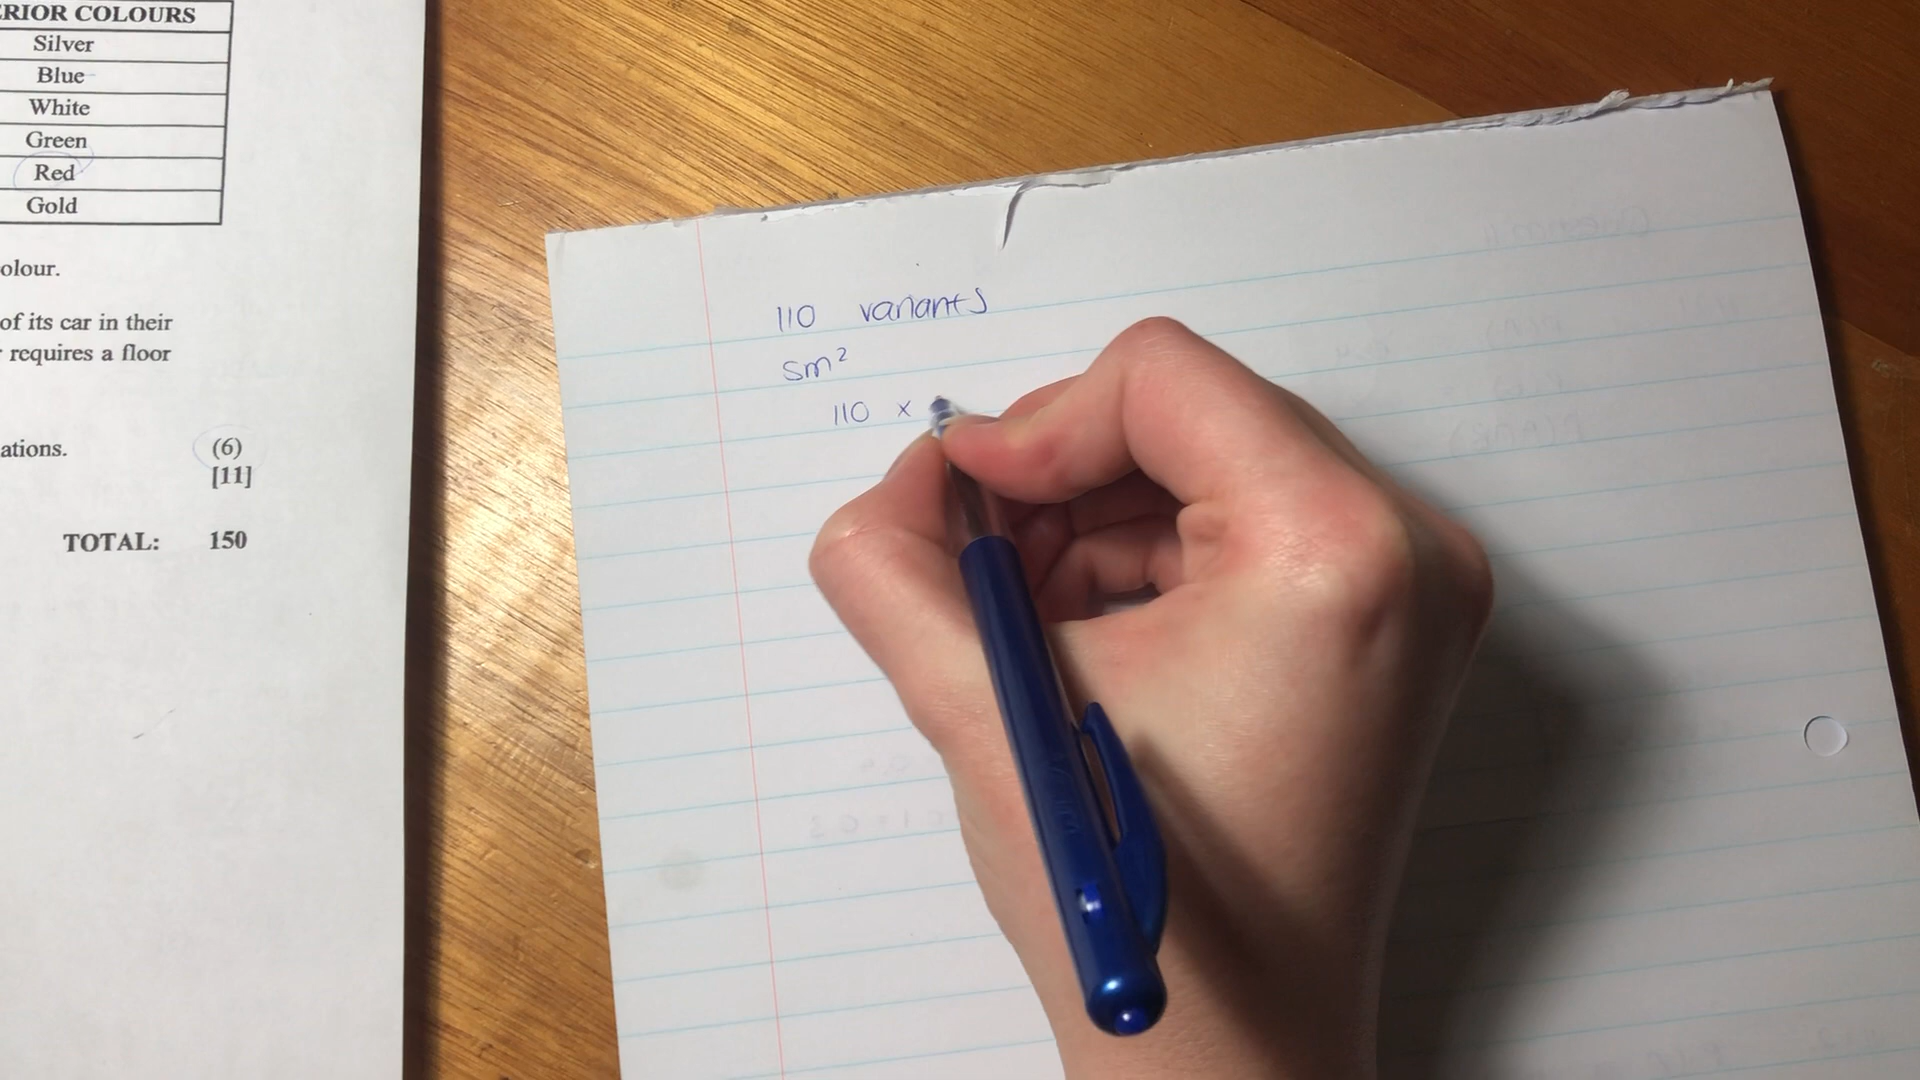 RIOR COLOURS
Silver
Blue
White
Green
Red
Gold
olour.
of its car in their
requires a floor
ations. (6)
[11]
TOTAL: 150
110 variants
5m²
110 ×